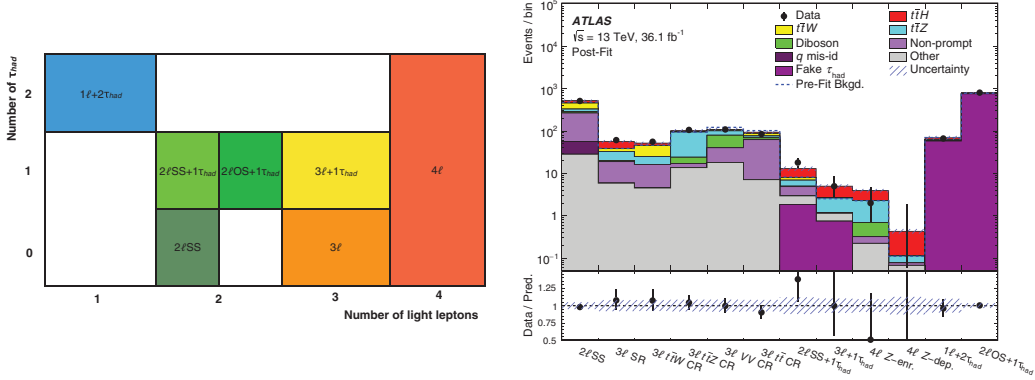 Number of τhad
2
1
0
1ℓ+2τhad
2ℓSS+1τhad
2ℓOS+1τhad
3ℓ+1τhad
4ℓ
2ℓSS
3ℓ
1
2
3
4
Number of light leptons
Events / bin
10⁵
10⁴
10³
10²
10
1
10⁻¹
ATLAS
√s = 13 TeV, 36.1 fb⁻¹
Post-Fit
Data
tt̄H
tt̄W
tt̄Z
Diboson
Non-prompt
q mis-id
Other
Fake τhad
Uncertainty
Pre-Fit Bkgd.
Data / Pred.
1.25
1
0.75
0.5
2ℓSS
3ℓ SR
3ℓ tt̄W CR
3ℓ tt̄Z CR
3ℓ VV CR
3ℓ tt̄ CR
2ℓSS+1τhad
3ℓ+1τhad
4ℓ Z−enr.
4ℓ Z−dep.
1ℓ+2τhad
2ℓOS+1τhad